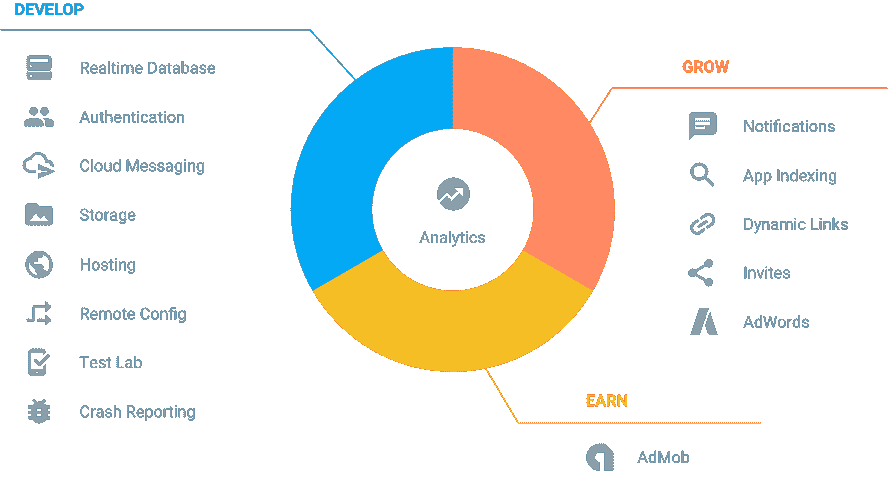 DEVELOP
Realtime Database
Authentication
Cloud Messaging
Storage
Hosting
Remote Config
Test Lab
Crash Reporting
Analytics
GROW
Notifications
App Indexing
Dynamic Links
Invites
AdWords
EARN
AdMob